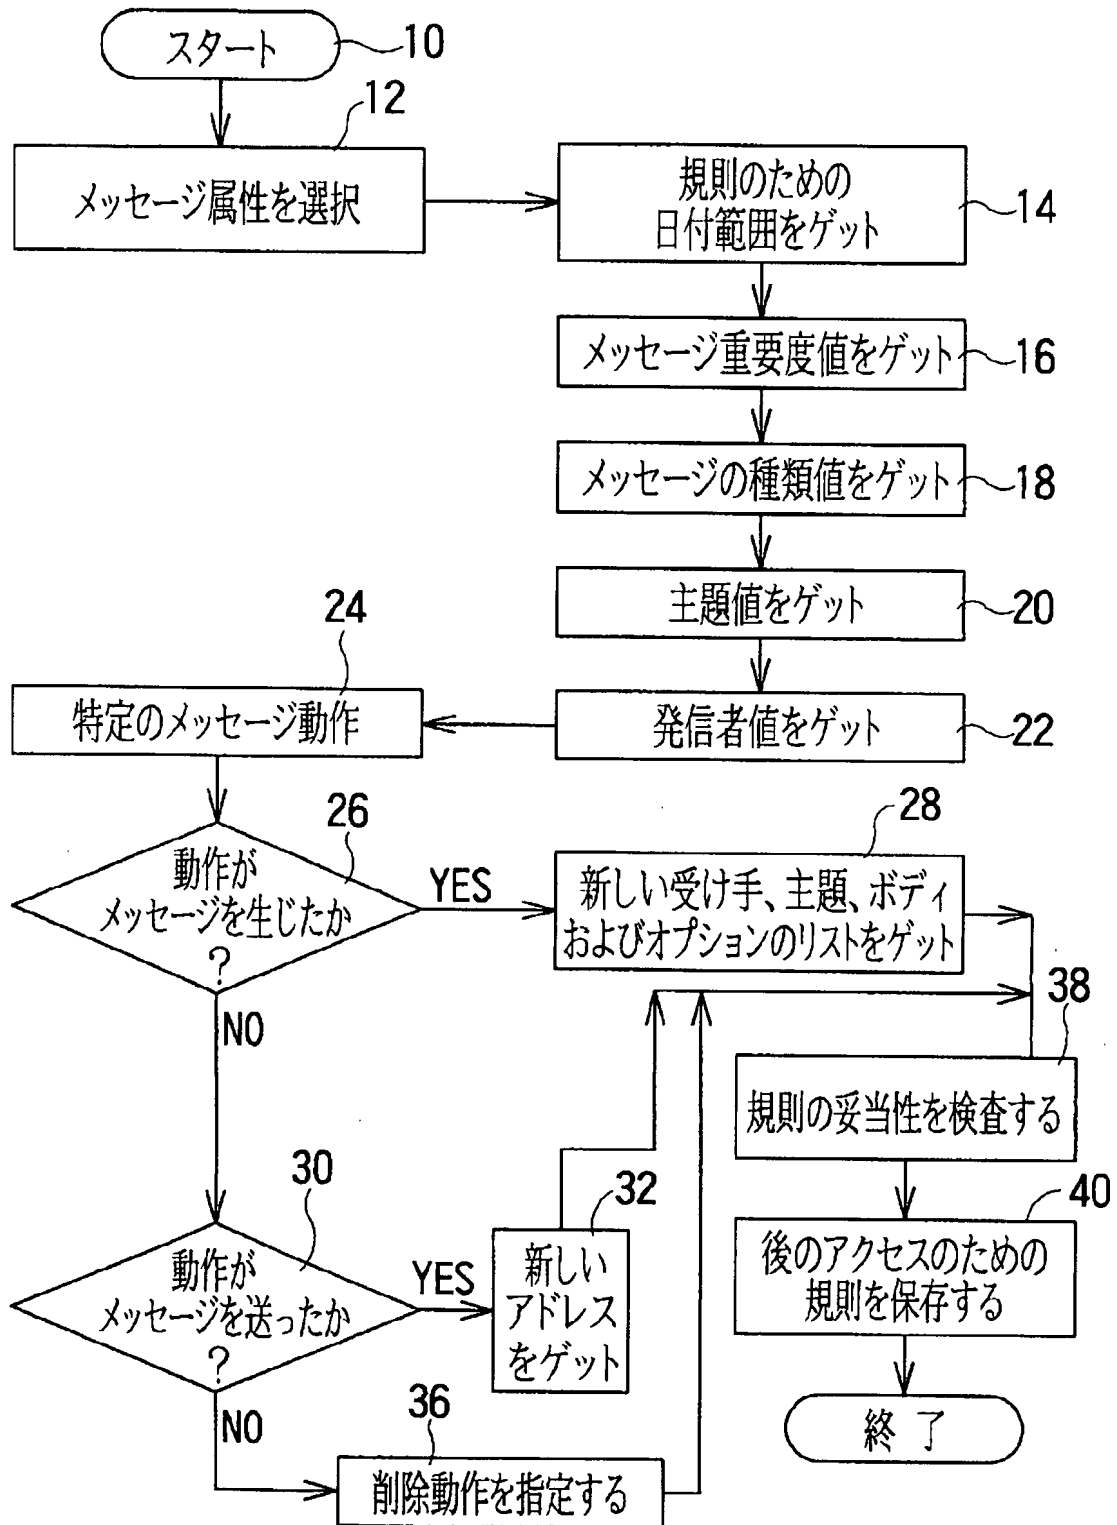 スタート
10
12
メッセージ属性を選択
規則のための
日付範囲をゲット
14
メッセージ重要度値をゲット
16
メッセージの種類値をゲット
18
主題値をゲット
20
発信者値をゲット
22
24
特定のメッセージ動作
26
動作が
メッセージを生じたか
?
YES
NO
28
新しい受け手、主題、ボディ
およびオプションのリストをゲット
30
動作が
メッセージを送ったか
?
YES
NO
32
新しい
アドレス
をゲット
36
削除動作を指定する
38
規則の妥当性を検査する
40
後のアクセスのための
規則を保存する
終了